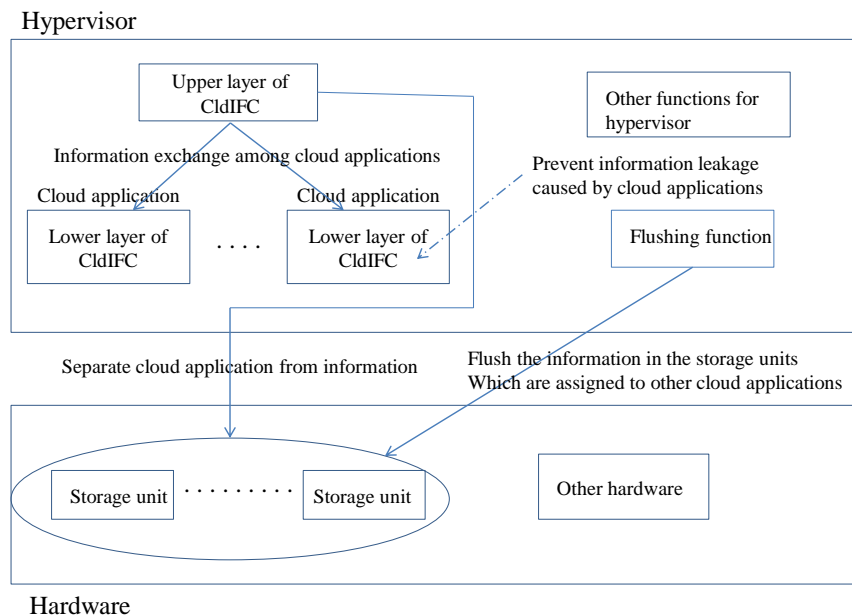 Hypervisor
Upper layer of
CldIFC
Other functions for
hypervisor
Information exchange among cloud applications
Prevent information leakage
caused by cloud applications
Cloud application
Cloud application
Lower layer of
CldIFC
. . . .
Lower layer of
CldIFC
Flushing function
Separate cloud application from information
Flush the information in the storage units
Which are assigned to other cloud applications
Storage unit
. . . . . . . . .
Storage unit
Other hardware
Hardware